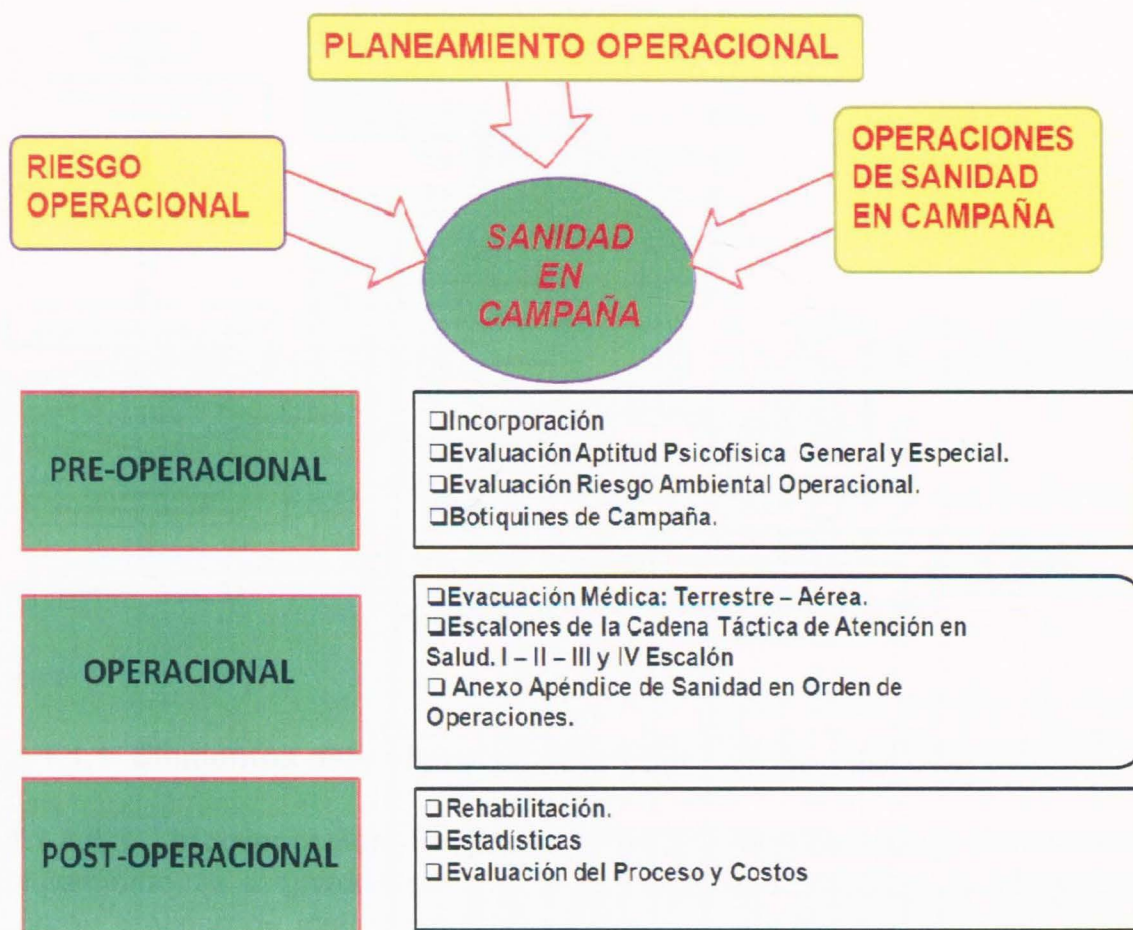 PLANEAMIENTO OPERACIONAL
RIESGO
OPERACIONAL
OPERACIONES
DE SANIDAD
EN CAMPAÑA
SANIDAD
EN
CAMPAÑA
PRE-OPERACIONAL
❑Incorporación
❑Evaluación Aptitud Psicofisica General y Especial.
❑Evaluación Riesgo Ambiental Operacional.
❑Botiquines de Campaña.
OPERACIONAL
❑Evacuación Médica: Terrestre – Aérea.
❑Escalones de la Cadena Táctica de Atención en
Salud. I – II – III y IV Escalón
❑ Anexo Apéndice de Sanidad en Orden de
Operaciones.
POST-OPERACIONAL
❑Rehabilitación.
❑Estadísticas
❑Evaluación del Proceso y Costos